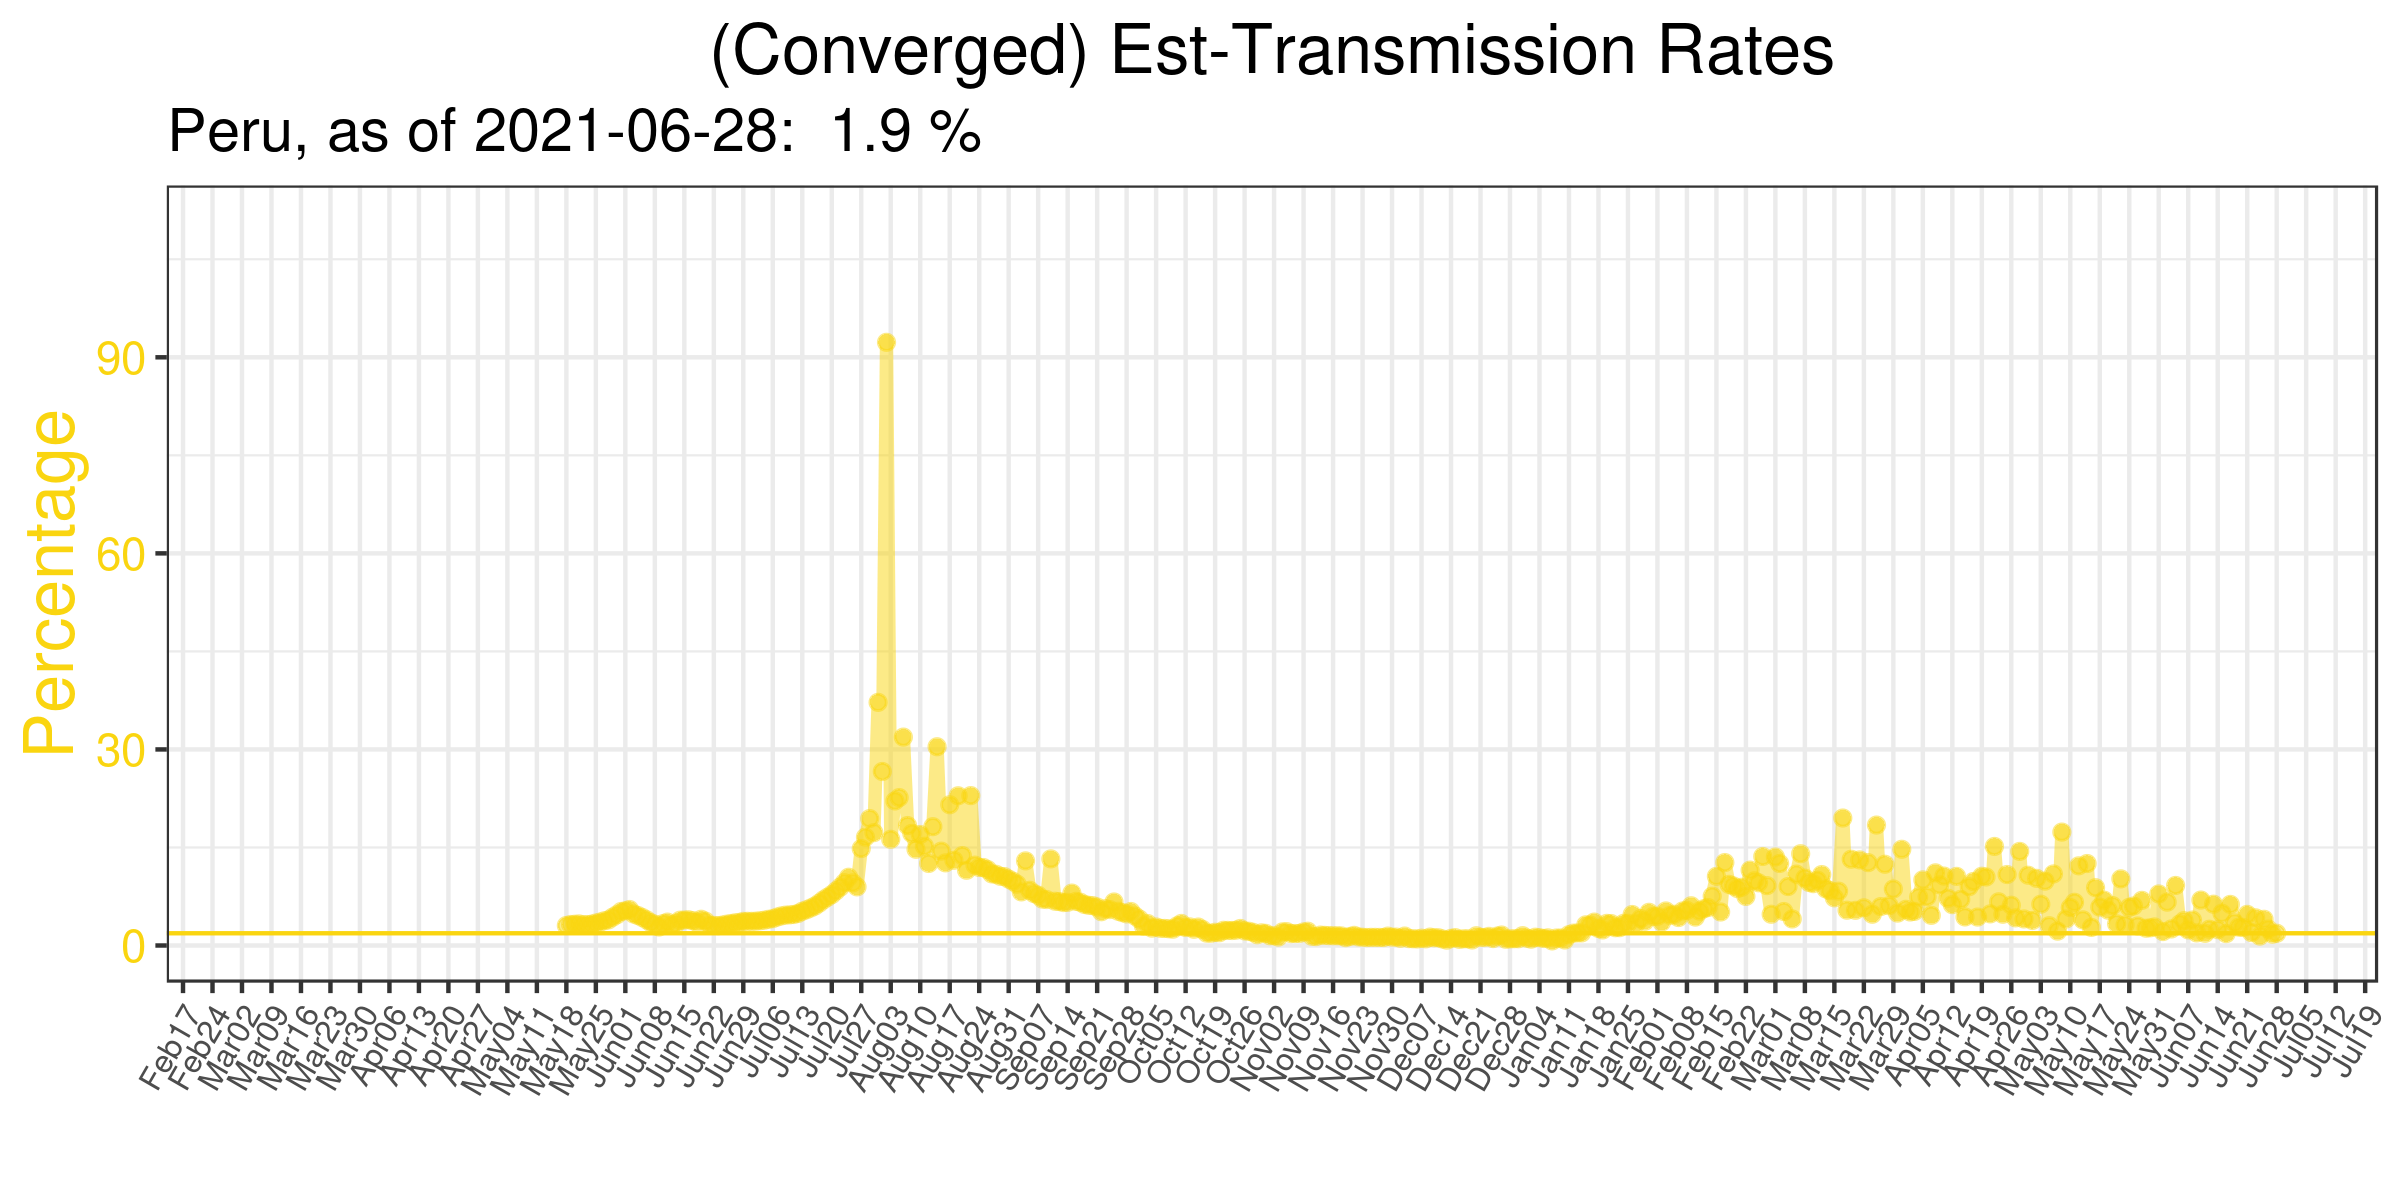 (Converged) Est-Transmission Rates
Peru, as of 2021-06-28:  1.9 %
Percentage
90
60
30
0
Feb17
Feb24
Mar02
Mar09
Mar16
Mar23
Mar30
Apr06
Apr13
Apr20
Apr27
May04
May11
May18
May25
Jun01
Jun08
Jun15
Jun22
Jun29
Jul06
Jul13
Jul20
Jul27
Aug03
Aug10
Aug17
Aug24
Aug31
Sep07
Sep14
Sep21
Sep28
Oct05
Oct12
Oct19
Oct26
Nov02
Nov09
Nov16
Nov23
Nov30
Dec07
Dec14
Dec21
Dec28
Jan04
Jan11
Jan18
Jan25
Feb01
Feb08
Feb15
Feb22
Mar01
Mar08
Mar15
Mar22
Mar29
Apr05
Apr12
Apr19
Apr26
May03
May10
May17
May24
May31
Jun07
Jun14
Jun21
Jun28
Jul05
Jul12
Jul19